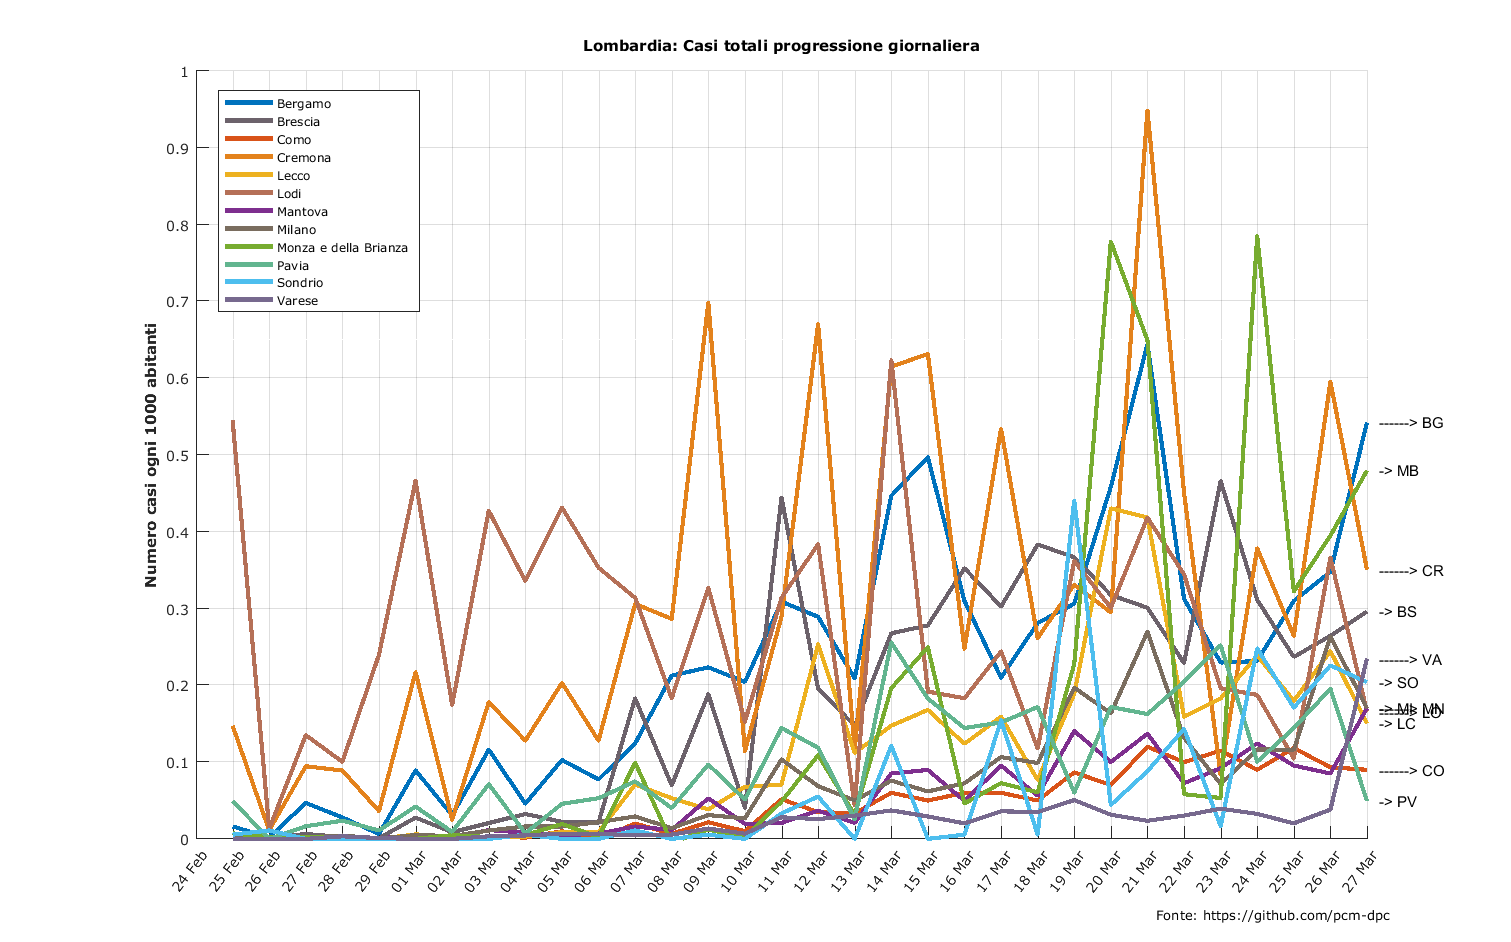 Lombardia: Casi totali progressione giornaliera
Numero casi ogni 1000 abitanti
1
0.9
0.8
0.7
0.6
0.5
0.4
0.3
0.2
0.1
0
Bergamo
Brescia
Como
Cremona
Lecco
Lodi
Mantova
Milano
Monza e della Brianza
Pavia
Sondrio
Varese
------> BG
-> MB
------> CR
-> BS
------> VA
-> SO
-> MI
MN
LO
-> LC
------> CO
-> PV
24 Feb
25 Feb
26 Feb
27 Feb
28 Feb
29 Feb
01 Mar
02 Mar
03 Mar
04 Mar
05 Mar
06 Mar
07 Mar
08 Mar
09 Mar
10 Mar
11 Mar
12 Mar
13 Mar
14 Mar
15 Mar
16 Mar
17 Mar
18 Mar
19 Mar
20 Mar
21 Mar
22 Mar
23 Mar
24 Mar
25 Mar
26 Mar
27 Mar
Fonte: https://github.com/pcm-dpc